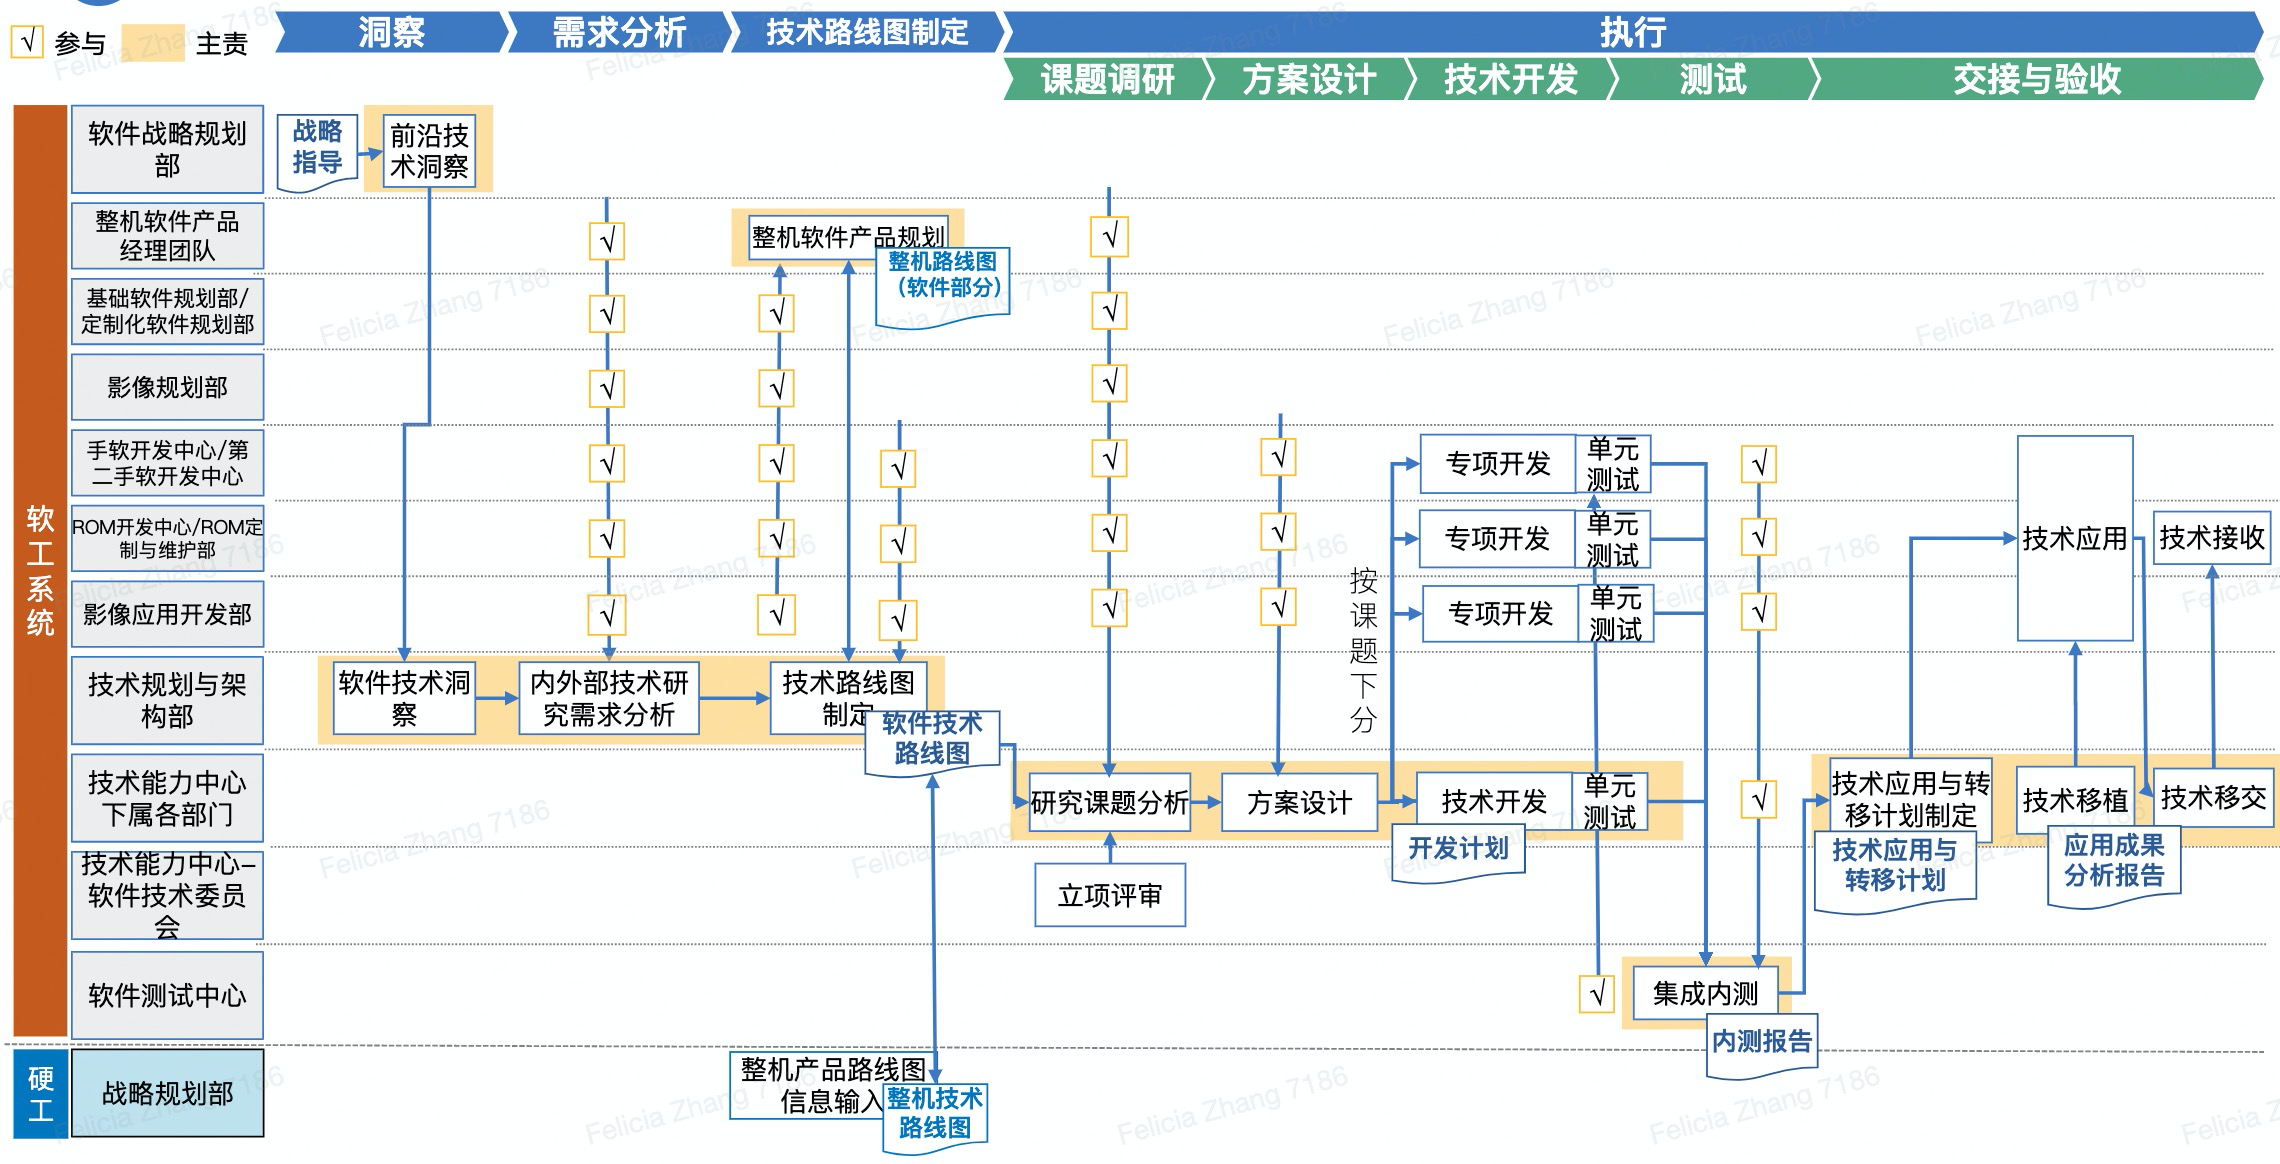 √ 参与
主责
洞察
需求分析
技术路线图制定
执行
课题调研
方案设计
技术开发
测试
交接与验收
软工系统
软件战略规划
部
战略
指导
前沿技
术洞察
整机软件产品
经理团队
√
整机软件产品规划
整机路线图
（软件部分）
√
基础软件规划部/
定制化软件规划部
√
√
√
影像规划部
√
√
√
手软开发中心/第
二手软开发中心
√
√
√
√
√
专项开发
单元
测试
√
ROM开发中心/ROM定
制与维护部
√
√
√
√
√
专项开发
单元
测试
√
技术应用
技术接收
影像应用开发部
√
√
√
√
√
按课题下分
专项开发
单元
测试
√
技术规划与架
构部
软件技术洞
察
内外部技术研
究需求分析
技术路线图
制定
软件技术
路线图
技术能力中心
下属各部门
研究课题分析
方案设计
技术开发
单元
测试
开发计划
√
技术应用与转
移计划制定
技术应用与
转移计划
技术移植
应用成果
分析报告
技术移交
技术能力中心–
软件技术委员
会
立项评审
软件测试中心
√
集成内测
内测报告
硬工
战略规划部
整机产品路线图
信息输入
整机技术
路线图
Felicia Zhang 7186